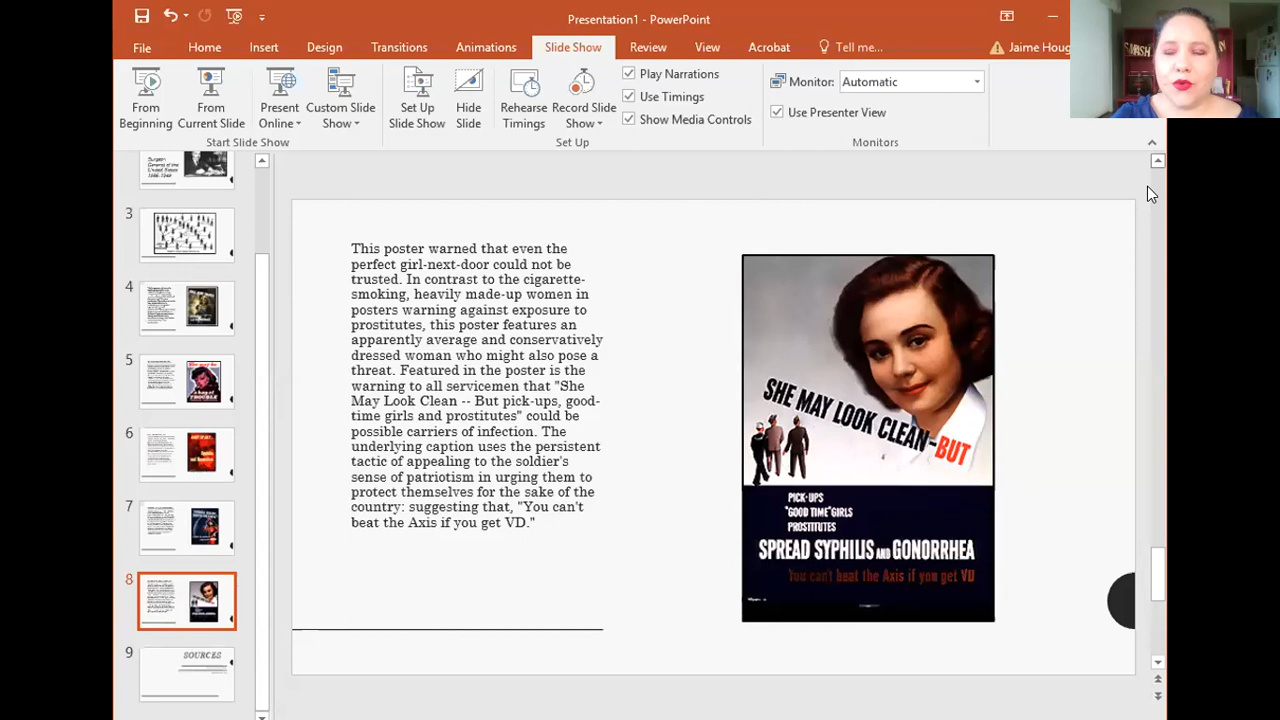 Presentation1 - PowerPoint
File Home Insert Design Transitions Animations Slide Show Review View Acrobat Tell me... Jaime Houg
From Beginning
From Current Slide
Present Online
Custom Slide Show
Set Up Slide Show
Hide Slide
Rehearse Timings
Record Slide Show
Play Narrations
Use Timings
Show Media Controls
Monitor: Automatic
Use Presenter View
Start Slide Show Set Up Monitors
Surgeon
General of the
United States
3
4
5
6
7
8
9
SOURCES
This poster warned that even the
perfect girl-next-door could not be
trusted. In contrast to the cigarette-
smoking, heavily made-up women in
posters warning against exposure to
prostitutes, this poster features an
apparently average and conservatively
dressed woman who might also pose a
threat. Featured in the poster is the
warning to all servicemen that "She
May Look Clean -- But pick-ups, good-
time girls and prostitutes" could be
possible carriers of infection. The
underlying caption uses the persistent
tactic of appealing to the soldier's
sense of patriotism in urging them to
protect themselves for the sake of the
country: suggesting that, "You can't
beat the Axis if you get VD."
SHE MAY LOOK CLEAN-BUT
PICK-UPS
"GOOD TIME" GIRLS
PROSTITUTES
SPREAD SYPHILIS AND GONORRHEA
You can't beat the Axis if you get VD